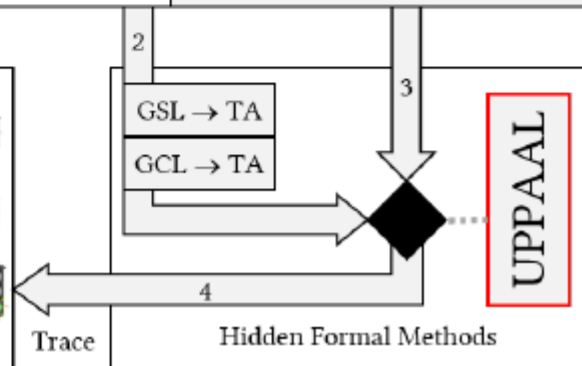 2
3
GSL → TA
GCL → TA
UPPAAL
4
Trace
Hidden Formal Methods